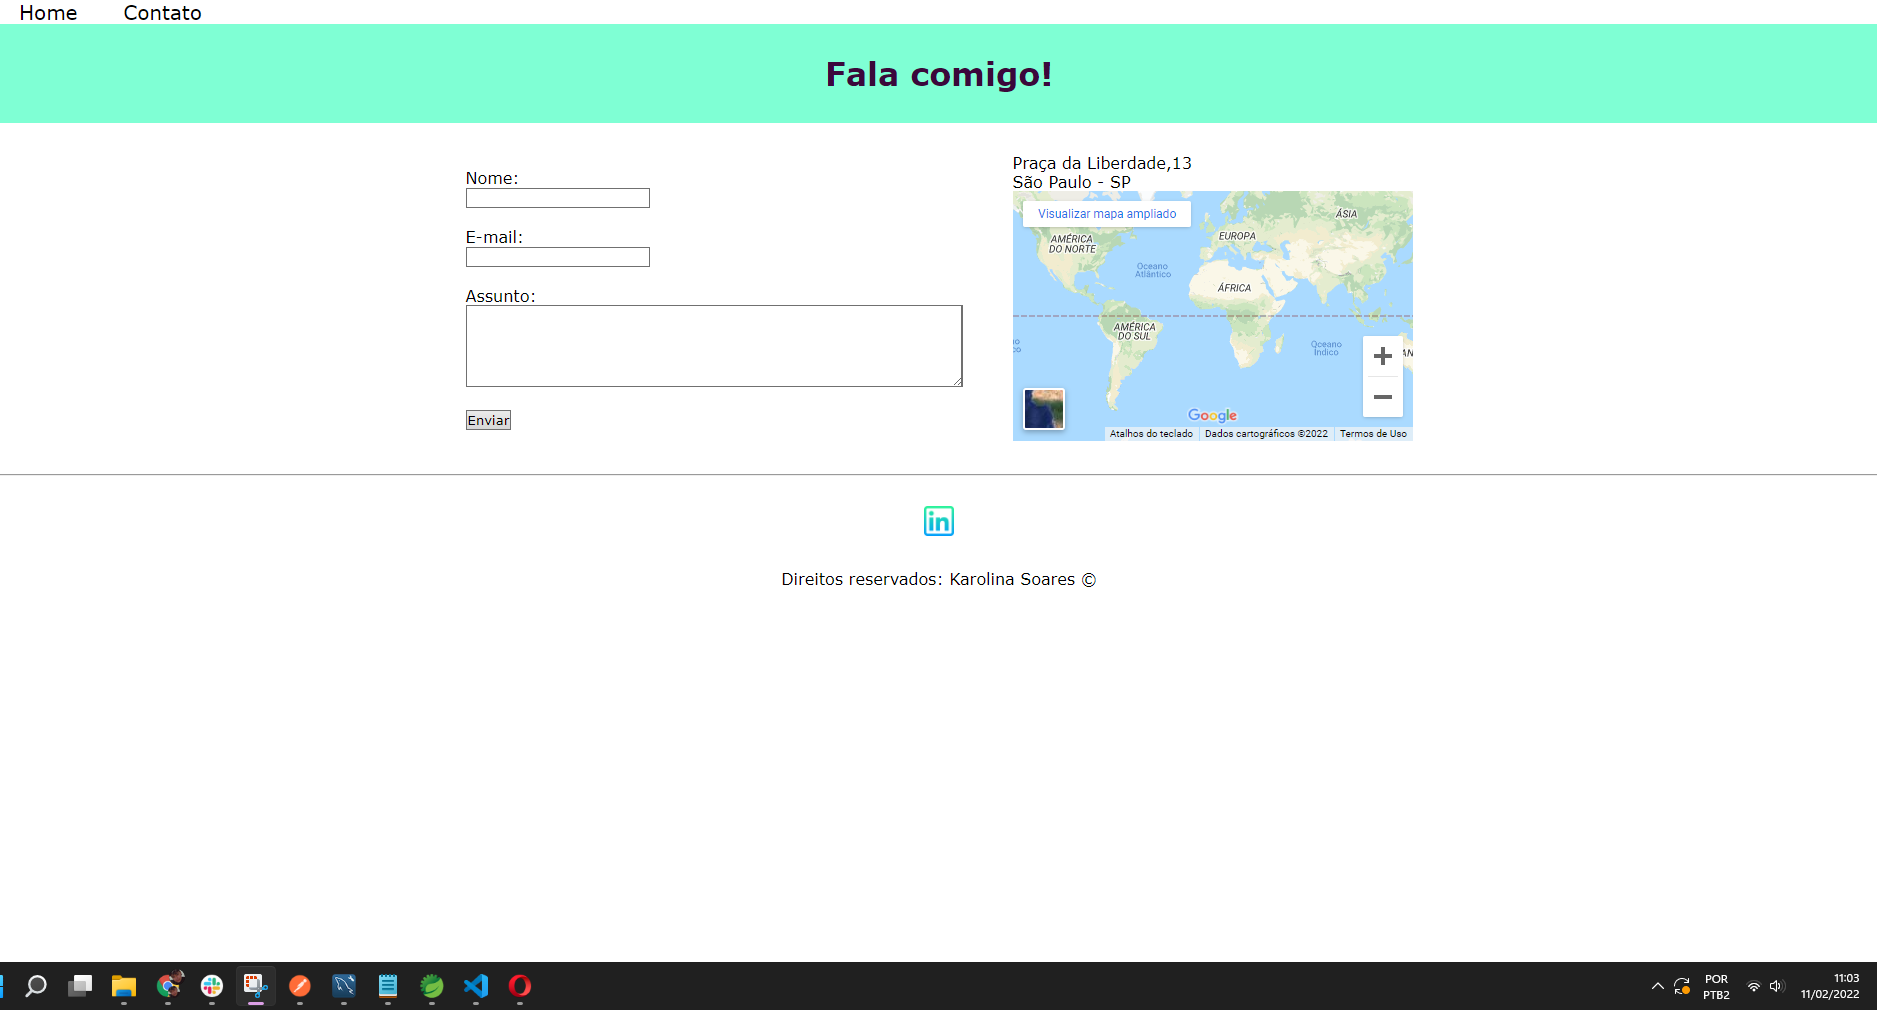 Home Contato
Fala comigo!
Nome:
E-mail:
Assunto:
Enviar
Praça da Liberdade,13
São Paulo - SP
Visualizar mapa ampliado
ÁSIA
AMÉRICA
DO NORTE
EUROPA
Oceano
Atlântico
ÁFRICA
AMÉRICA
DO SUL
Oceano
Índico
AN
Google
Atalhos do teclado Dados cartográficos ©2022 Termos de Uso
in
Direitos reservados: Karolina Soares ©
POR
PTB2
11:03
11/02/2022